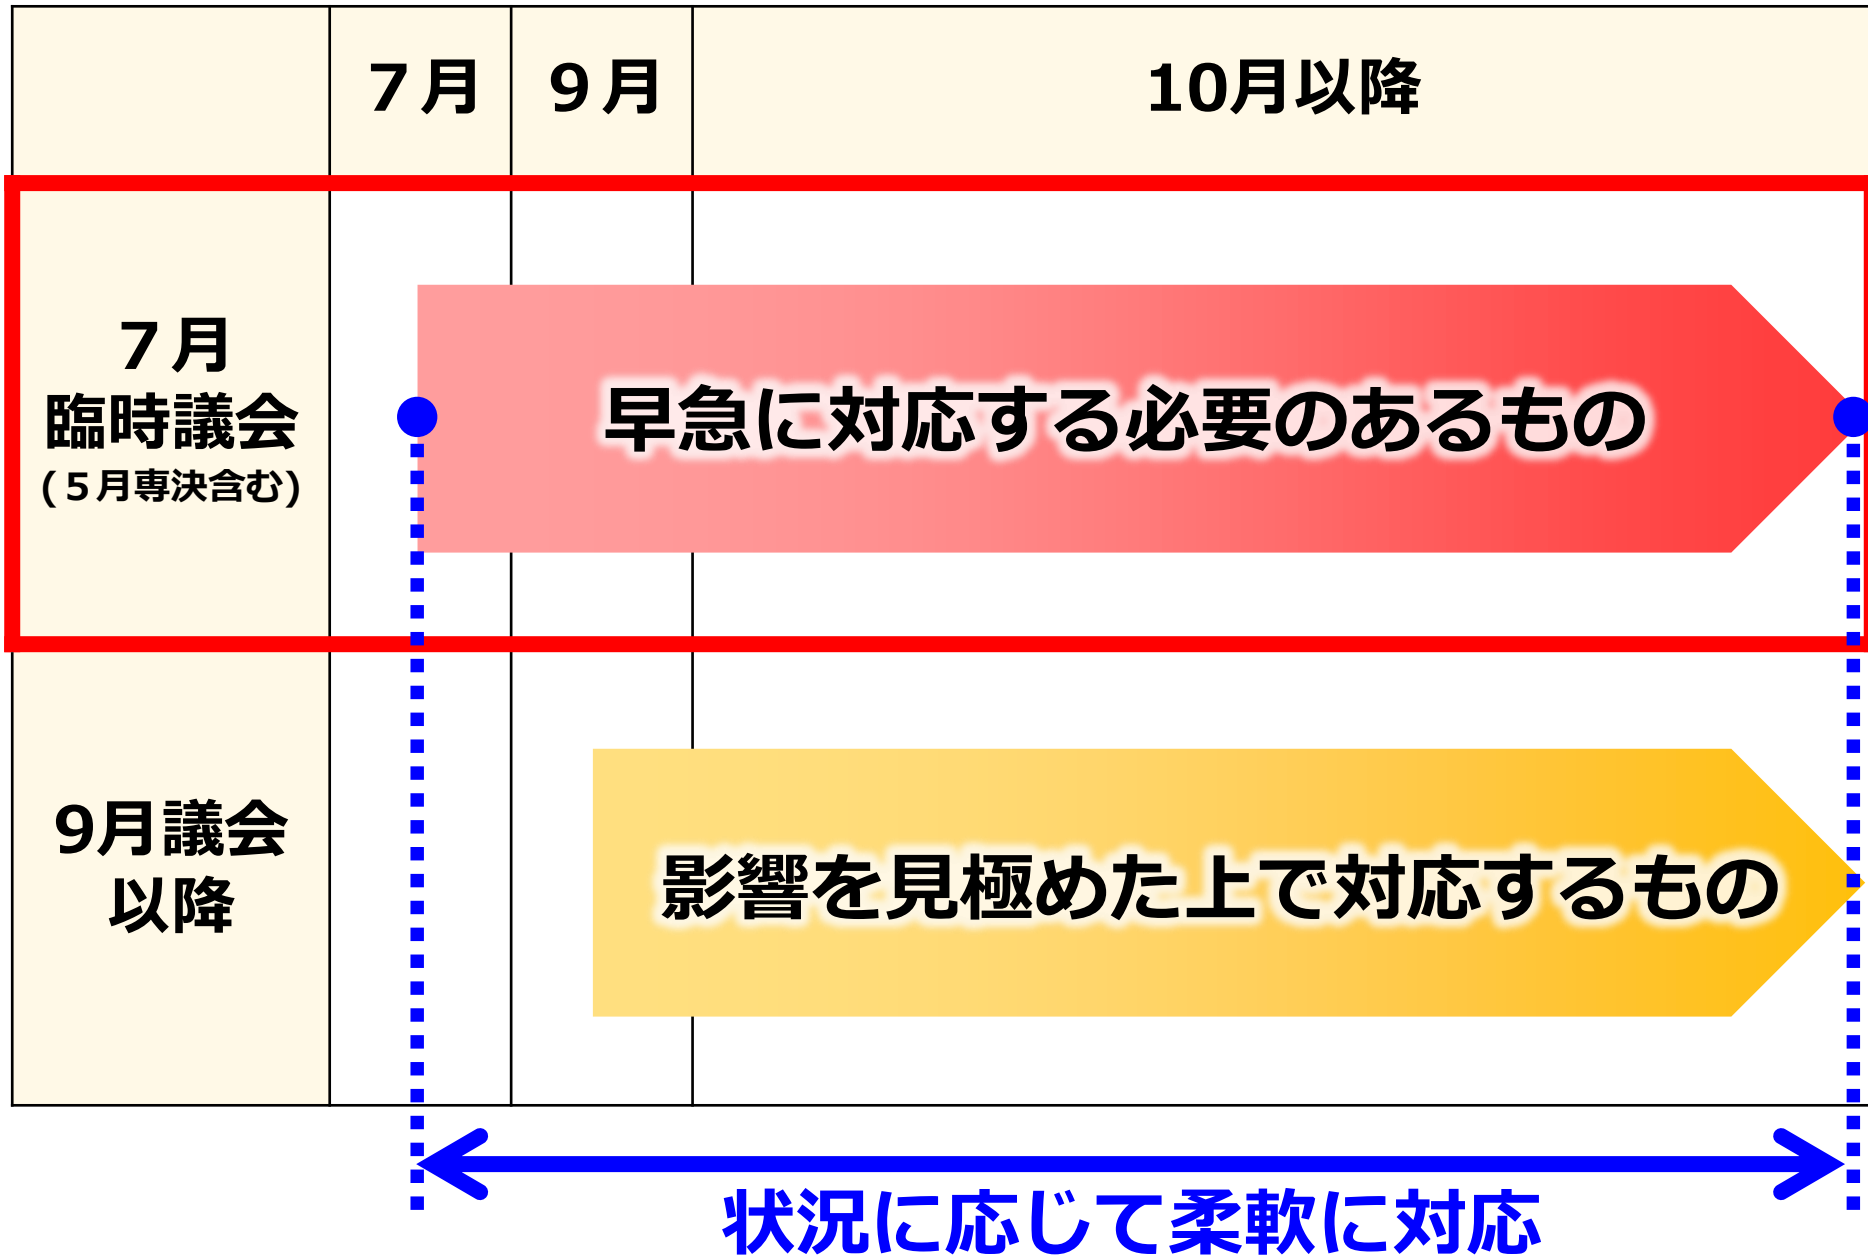 ７月
９月
10月以降
７月
臨時議会
(５月専決含む)
早急に対応する必要のあるもの
9月議会
以降
影響を見極めた上で対応するもの
状況に応じて柔軟に対応